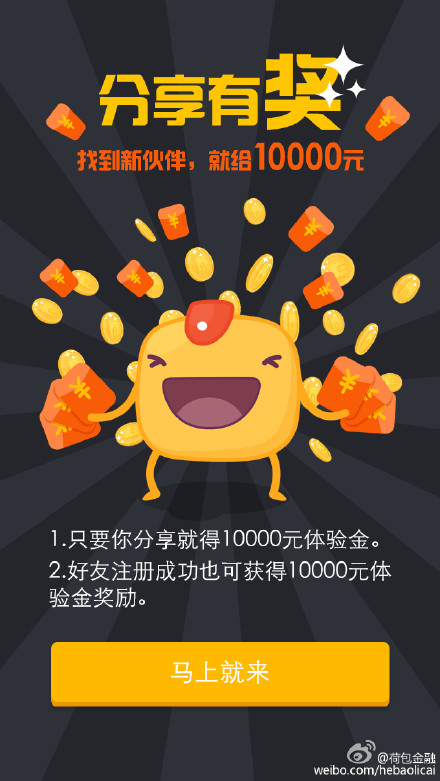 分享有奖
找到新伙伴，就给10000元
1.只要你分享就得10000元体验金。
2.好友注册成功也可获得10000元体
验金奖励。
马上就来
@荷包金融
weibo.com/hebaolicai